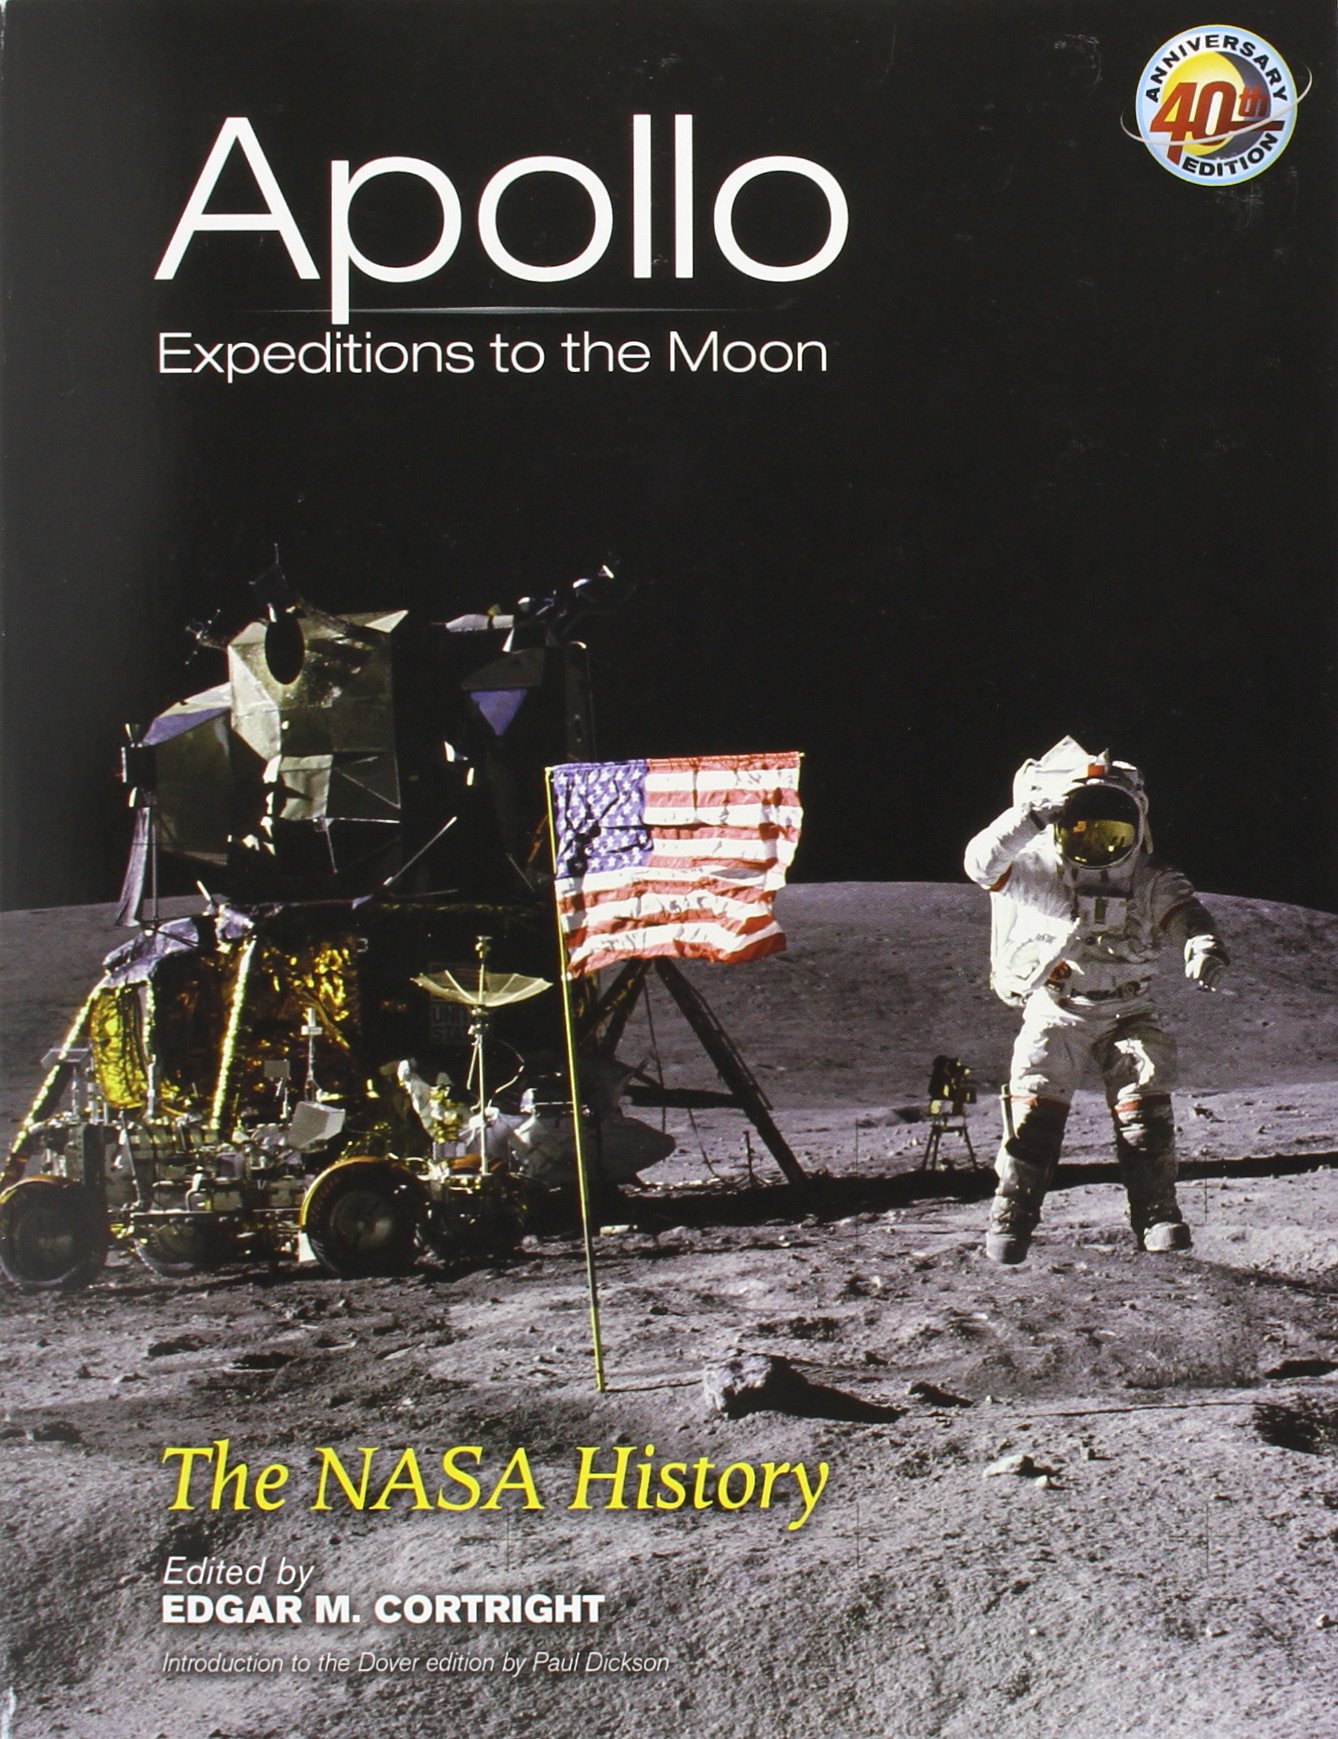 ANNIVERSARY
40th
EDITION
Apollo
Expeditions to the Moon
The NASA History
Edited by
EDGAR M. CORTRIGHT
Introduction to the Dover edition by Paul Dickson